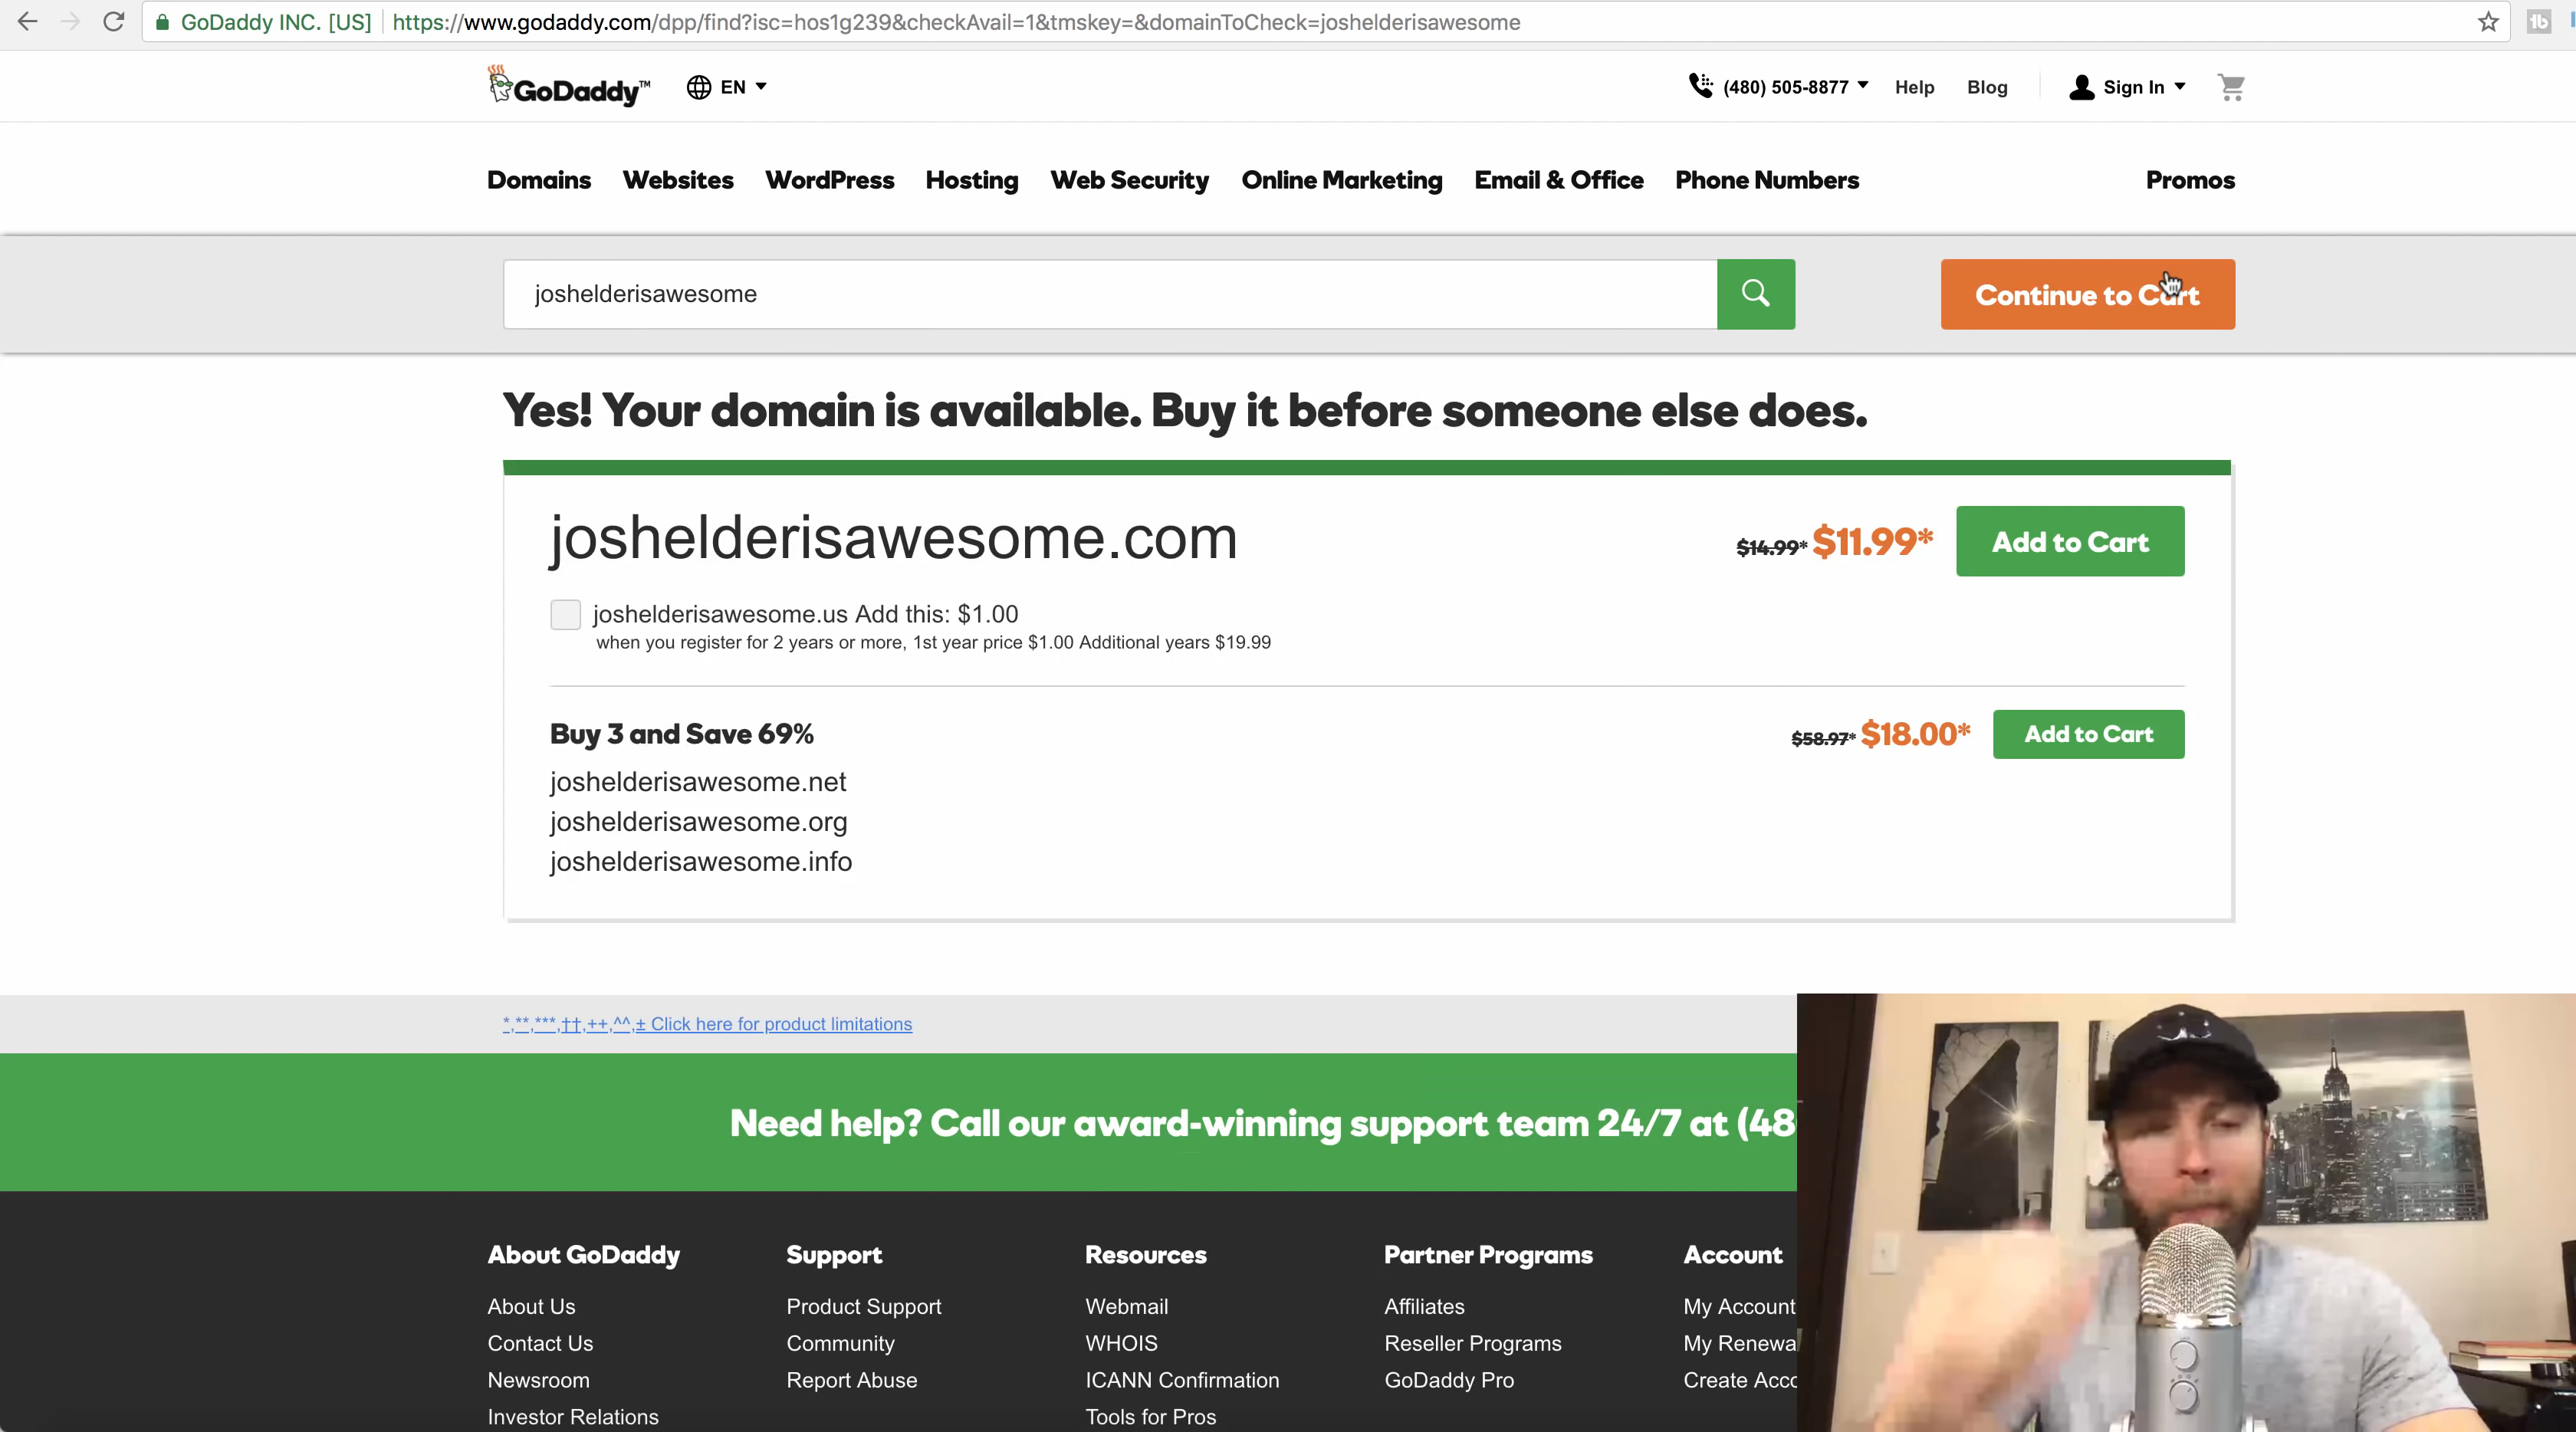 GoDaddy INC. [US] https://www.godaddy.com/dpp/find?isc=hos1g239&checkAvail=1&tmskey=&domainToCheck=joshelderisawesome
GoDaddy™ EN (480) 505-8877 Help Blog Sign In
Domains Websites WordPress Hosting Web Security Online Marketing Email & Office Phone Numbers Promos
joshelderisawesome Continue to Cart
Yes! Your domain is available. Buy it before someone else does.
joshelderisawesome.com $14.99* $11.99* Add to Cart
joshelderisawesome.us Add this: $1.00
when you register for 2 years or more, 1st year price $1.00 Additional years $19.99
Buy 3 and Save 69% $58.97* $18.00* Add to Cart
joshelderisawesome.net
joshelderisawesome.org
joshelderisawesome.info
*,**,***,††,++,^^,± Click here for product limitations
Need help? Call our award-winning support team 24/7 at (48
About GoDaddy Support Resources Partner Programs Account
About Us Product Support Webmail Affiliates My Account
Contact Us Community WHOIS Reseller Programs My Renewa
Newsroom Report Abuse ICANN Confirmation GoDaddy Pro Create Acc
Investor Relations Tools for Pros